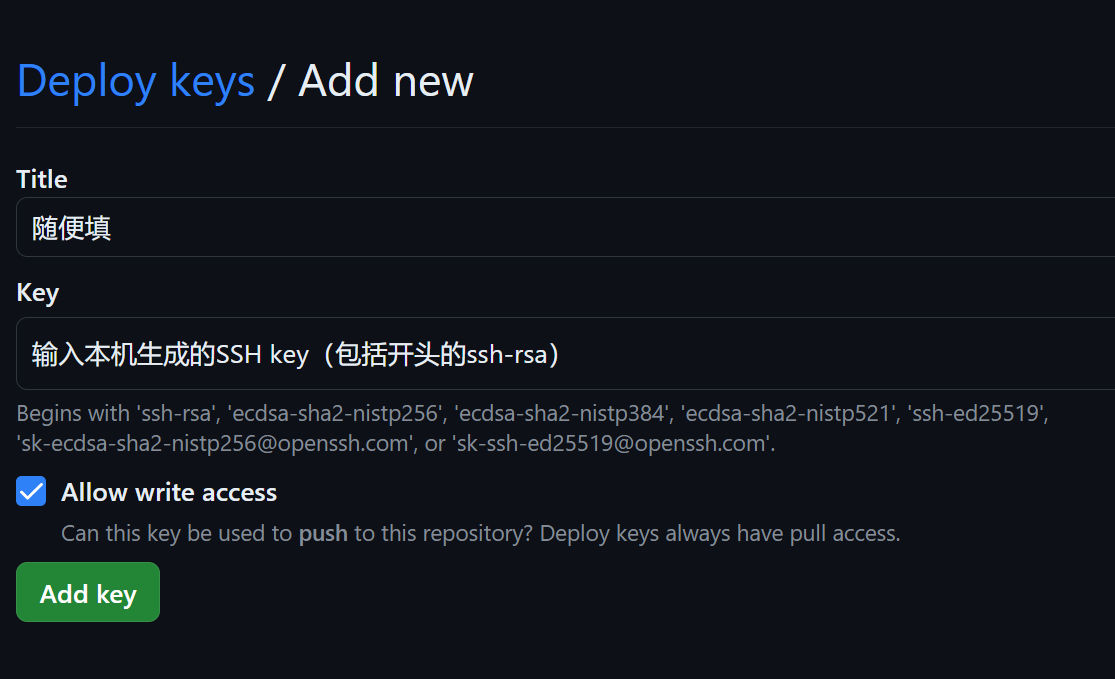 Deploy keys / Add new
Title
随便填
Key
输入本机生成的SSH key（包括开头的ssh-rsa）
Begins with 'ssh-rsa', 'ecdsa-sha2-nistp256', 'ecdsa-sha2-nistp384', 'ecdsa-sha2-nistp521', 'ssh-ed25519',
'sk-ecdsa-sha2-nistp256@openssh.com', or 'sk-ssh-ed25519@openssh.com'.
Allow write access
Can this key be used to push to this repository? Deploy keys always have pull access.
Add key